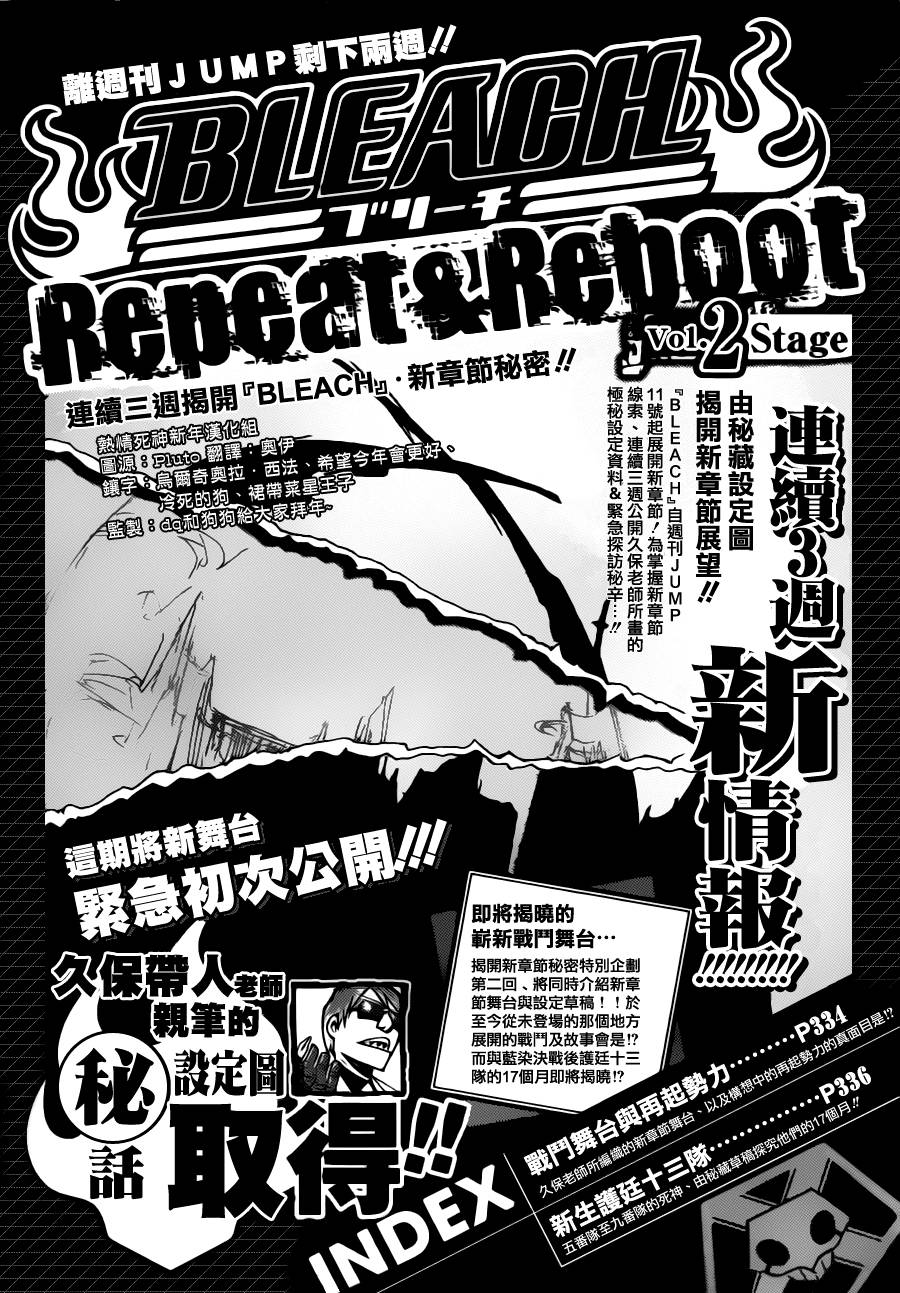 離週刊JUMP剩下兩週!!
BLEACH
ブリーチ
Repeat&Reboot
Vol.2 Stage
連續三週揭開『BLEACH』·新章節秘密!!
熱情死神新年漢化組
圖源:Pluto 翻譯:奧伊
鑲字:烏爾奇奧拉·西法、希望今年會更好、
冷死的狗、裙帶菜星王子
監製:dq和狗狗給大家拜年~
連續3週
新情報!!!!!!!!!!
由秘藏設定圖
揭開新章節展望!!
『BLEACH』自週刊JUMP
11號起展開新章節!為掌握新章節
線索、連續三週公開久保老師所畫的
極秘設定資料&緊急探訪秘辛…!!
這期將新舞台
緊急初次公開!!!
久保帶人老師
親筆的
秘話
設定圖
取得!!
即將揭曉的
嶄新戰鬥舞台…
揭開新章節秘密特別企劃
第二回、將同時介紹新章
節舞台與設定草稿!!於
至今從未登場的那個地方
展開的戰鬥及故事會是!?
而與藍染決戰後護廷十三
隊的17個月即將揭曉!?
INDEX
戰鬥舞台與再起勢力………P334
久保老師所編織的新章節舞台、以及構想中的再起勢力的真面目是!?
新生護廷十三隊……………P336
五番隊至九番隊的死神、由秘藏草稿探究他們的17個月!!